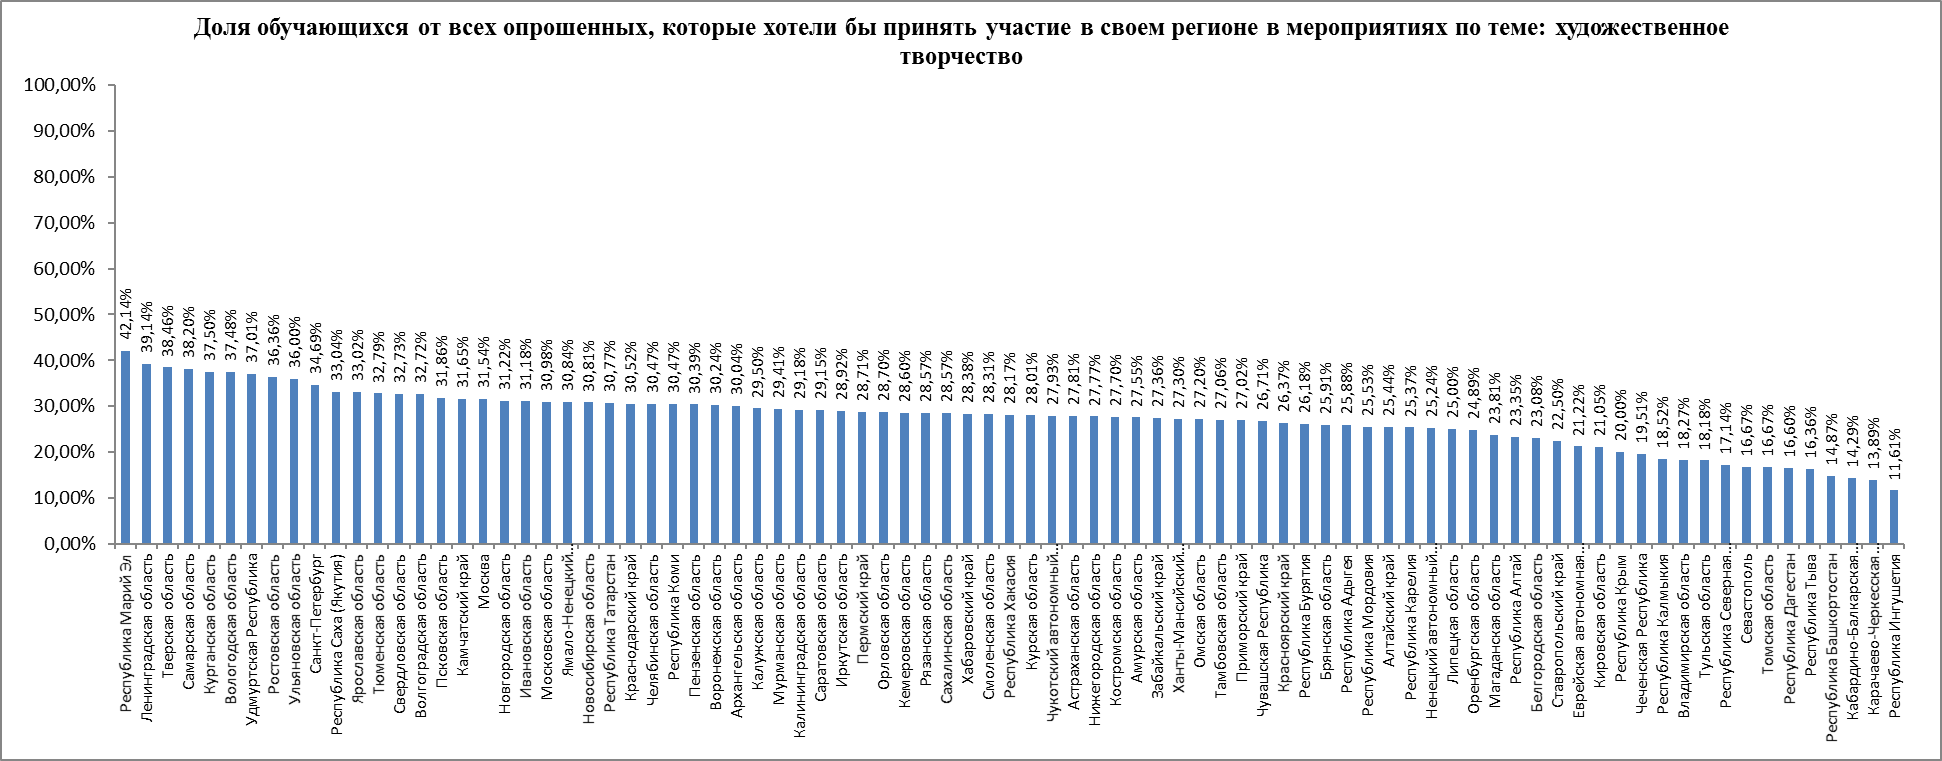 Доля обучающихся от всех опрошенных, которые хотели бы принять участие в своем регионе в мероприятиях по теме: художественное
творчество
100,00%
90,00%
80,00%
70,00%
60,00%
50,00%
40,00%
30,00%
20,00%
10,00%
0,00%
42,14%
39,14%
38,46%
38,20%
37,50%
37,48%
37,01%
36,36%
36,00%
34,69%
33,04%
33,02%
32,79%
32,73%
32,72%
31,86%
31,65%
31,54%
31,22%
31,18%
30,98%
30,84%
30,81%
30,77%
30,52%
30,47%
30,47%
30,39%
30,24%
30,04%
29,50%
29,41%
29,18%
29,15%
28,92%
28,71%
28,70%
28,60%
28,57%
28,57%
28,38%
28,31%
28,17%
28,01%
27,93%
27,81%
27,77%
27,70%
27,55%
27,36%
27,30%
27,20%
27,06%
27,02%
26,71%
26,37%
26,18%
25,91%
25,88%
25,53%
25,44%
25,37%
25,24%
25,00%
24,89%
23,81%
23,35%
23,08%
22,50%
21,22%
21,05%
20,00%
19,51%
18,52%
18,27%
18,18%
17,14%
16,67%
16,67%
16,60%
16,36%
14,87%
14,29%
13,89%
11,61%
Республика Марий Эл
Ленинградская область
Тверская область
Самарская область
Курганская область
Вологодская область
Удмуртская Республика
Ростовская область
Ульяновская область
Санкт-Петербург
Республика Саха (Якутия)
Ярославская область
Тюменская область
Свердловская область
Волгоградская область
Псковская область
Камчатский край
Москва
Новгородская область
Ивановская область
Московская область
Ямало-Ненецкий…
Новосибирская область
Республика Татарстан
Краснодарский край
Челябинская область
Республика Коми
Пензенская область
Воронежская область
Архангельская область
Калужская область
Мурманская область
Калининградская область
Саратовская область
Иркутская область
Пермский край
Орловская область
Кемеровская область
Рязанская область
Сахалинская область
Хабаровский край
Смоленская область
Республика Хакасия
Курская область
Чукотский автономный…
Астраханская область
Нижегородская область
Костромская область
Амурская область
Забайкальский край
Ханты-Мансийский…
Омская область
Тамбовская область
Приморский край
Чувашская Республика
Красноярский край
Республика Бурятия
Брянская область
Республика Адыгея
Республика Мордовия
Алтайский край
Республика Карелия
Ненецкий автономный…
Липецкая область
Оренбургская область
Магаданская область
Республика Алтай
Белгородская область
Ставропольский край
Еврейская автономная…
Кировская область
Республика Крым
Чеченская Республика
Республика Калмыкия
Владимирская область
Тульская область
Республика Северная…
Севастополь
Томская область
Республика Дагестан
Республика Тыва
Республика Башкортостан
Кабардино-Балкарская…
Карачаево-Черкесская…
Республика Ингушетия